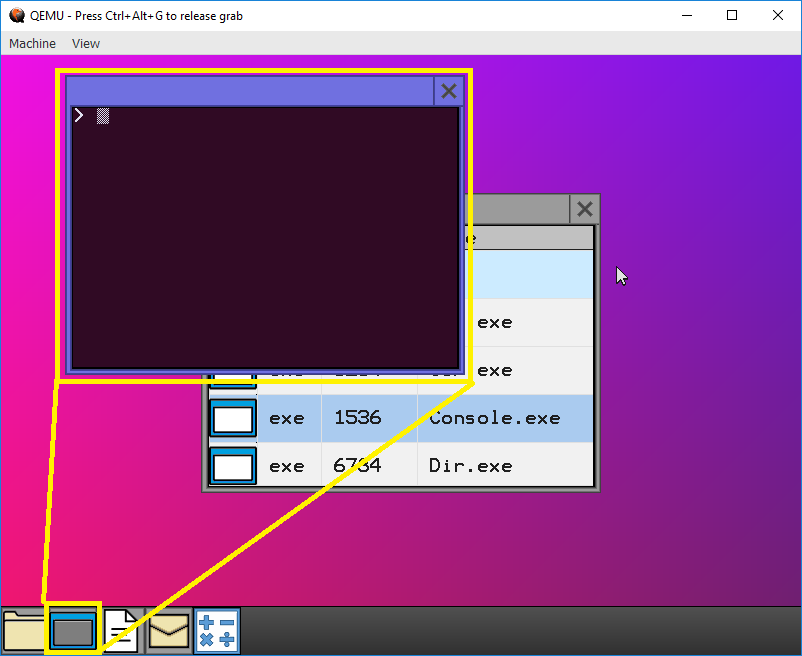 QEMU - Press Ctrl+Alt+G to release grab
Machine View
>
e
.exe
.exe
exe 1536 Console.exe
exe 6784 Dir.exe